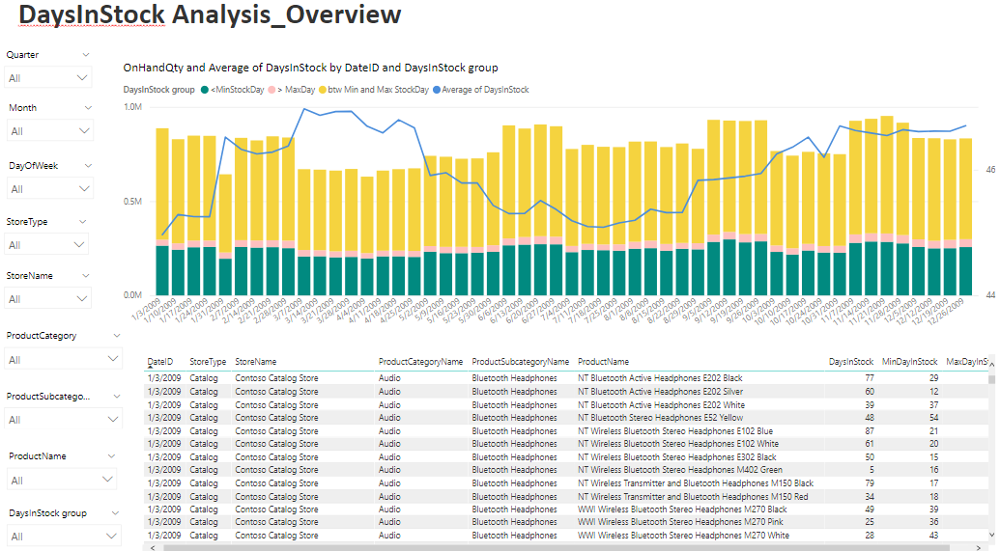 DaysInStock Analysis_Overview
Quarter
All
Month
All
DayOfWeek
All
StoreType
All
StoreName
All
ProductCategory
All
ProductSubcatego...
All
ProductName
All
DaysInStock group
All
OnHandQty and Average of DaysInStock by DateID and DaysInStock group
DaysInStock group <MinStockDay > MaxDay btw Min and Max StockDay Average of DaysInStock
1.0M
0.5M
0.0M
46
44
1/3/2009 1/10/2009 1/17/2009 1/24/2009 1/31/2009 2/7/2009 2/14/2009 2/21/2009 2/28/2009 3/7/2009 3/14/2009 3/21/2009 3/28/2009 4/4/2009 4/11/2009 4/18/2009 4/25/2009 5/2/2009 5/9/2009 5/16/2009 5/23/2009 5/30/2009 6/6/2009 6/13/2009 6/20/2009 6/27/2009 7/4/2009 7/11/2009 7/18/2009 7/25/2009 8/1/2009 8/8/2009 8/15/2009 8/22/2009 8/29/2009 9/5/2009 9/12/2009 9/19/2009 9/26/2009 10/3/2009 10/10/2009 10/17/2009 10/24/2009 10/31/2009 11/7/2009 11/14/2009 11/21/2009 11/28/2009 12/5/2009 12/12/2009 12/19/2009 12/26/2009
DateID StoreType StoreName ProductCategoryName ProductSubcategoryName ProductName DaysInStock MinDayInStock MaxDayInS
1/3/2009 Catalog Contoso Catalog Store Audio Bluetooth Headphones NT Bluetooth Active Headphones E202 Black 77 29
1/3/2009 Catalog Contoso Catalog Store Audio Bluetooth Headphones NT Bluetooth Active Headphones E202 Silver 60 12
1/3/2009 Catalog Contoso Catalog Store Audio Bluetooth Headphones NT Bluetooth Active Headphones E202 White 39 37
1/3/2009 Catalog Contoso Catalog Store Audio Bluetooth Headphones NT Bluetooth Stereo Headphones E52 Yellow 48 54
1/3/2009 Catalog Contoso Catalog Store Audio Bluetooth Headphones NT Wireless Bluetooth Stereo Headphones E102 Blue 87 21
1/3/2009 Catalog Contoso Catalog Store Audio Bluetooth Headphones NT Wireless Bluetooth Stereo Headphones E102 White 61 20
1/3/2009 Catalog Contoso Catalog Store Audio Bluetooth Headphones NT Wireless Bluetooth Stereo Headphones E302 Black 50 15
1/3/2009 Catalog Contoso Catalog Store Audio Bluetooth Headphones NT Wireless Bluetooth Stereo Headphones M402 Green 5 16
1/3/2009 Catalog Contoso Catalog Store Audio Bluetooth Headphones NT Wireless Transmitter and Bluetooth Headphones M150 Black 79 17
1/3/2009 Catalog Contoso Catalog Store Audio Bluetooth Headphones NT Wireless Transmitter and Bluetooth Headphones M150 Red 34 18
1/3/2009 Catalog Contoso Catalog Store Audio Bluetooth Headphones WWI Wireless Bluetooth Stereo Headphones M270 Black 49 39
1/3/2009 Catalog Contoso Catalog Store Audio Bluetooth Headphones WWI Wireless Bluetooth Stereo Headphones M270 Pink 25 36
1/3/2009 Catalog Contoso Catalog Store Audio Bluetooth Headphones WWI Wireless Bluetooth Stereo Headphones M270 White 28 43